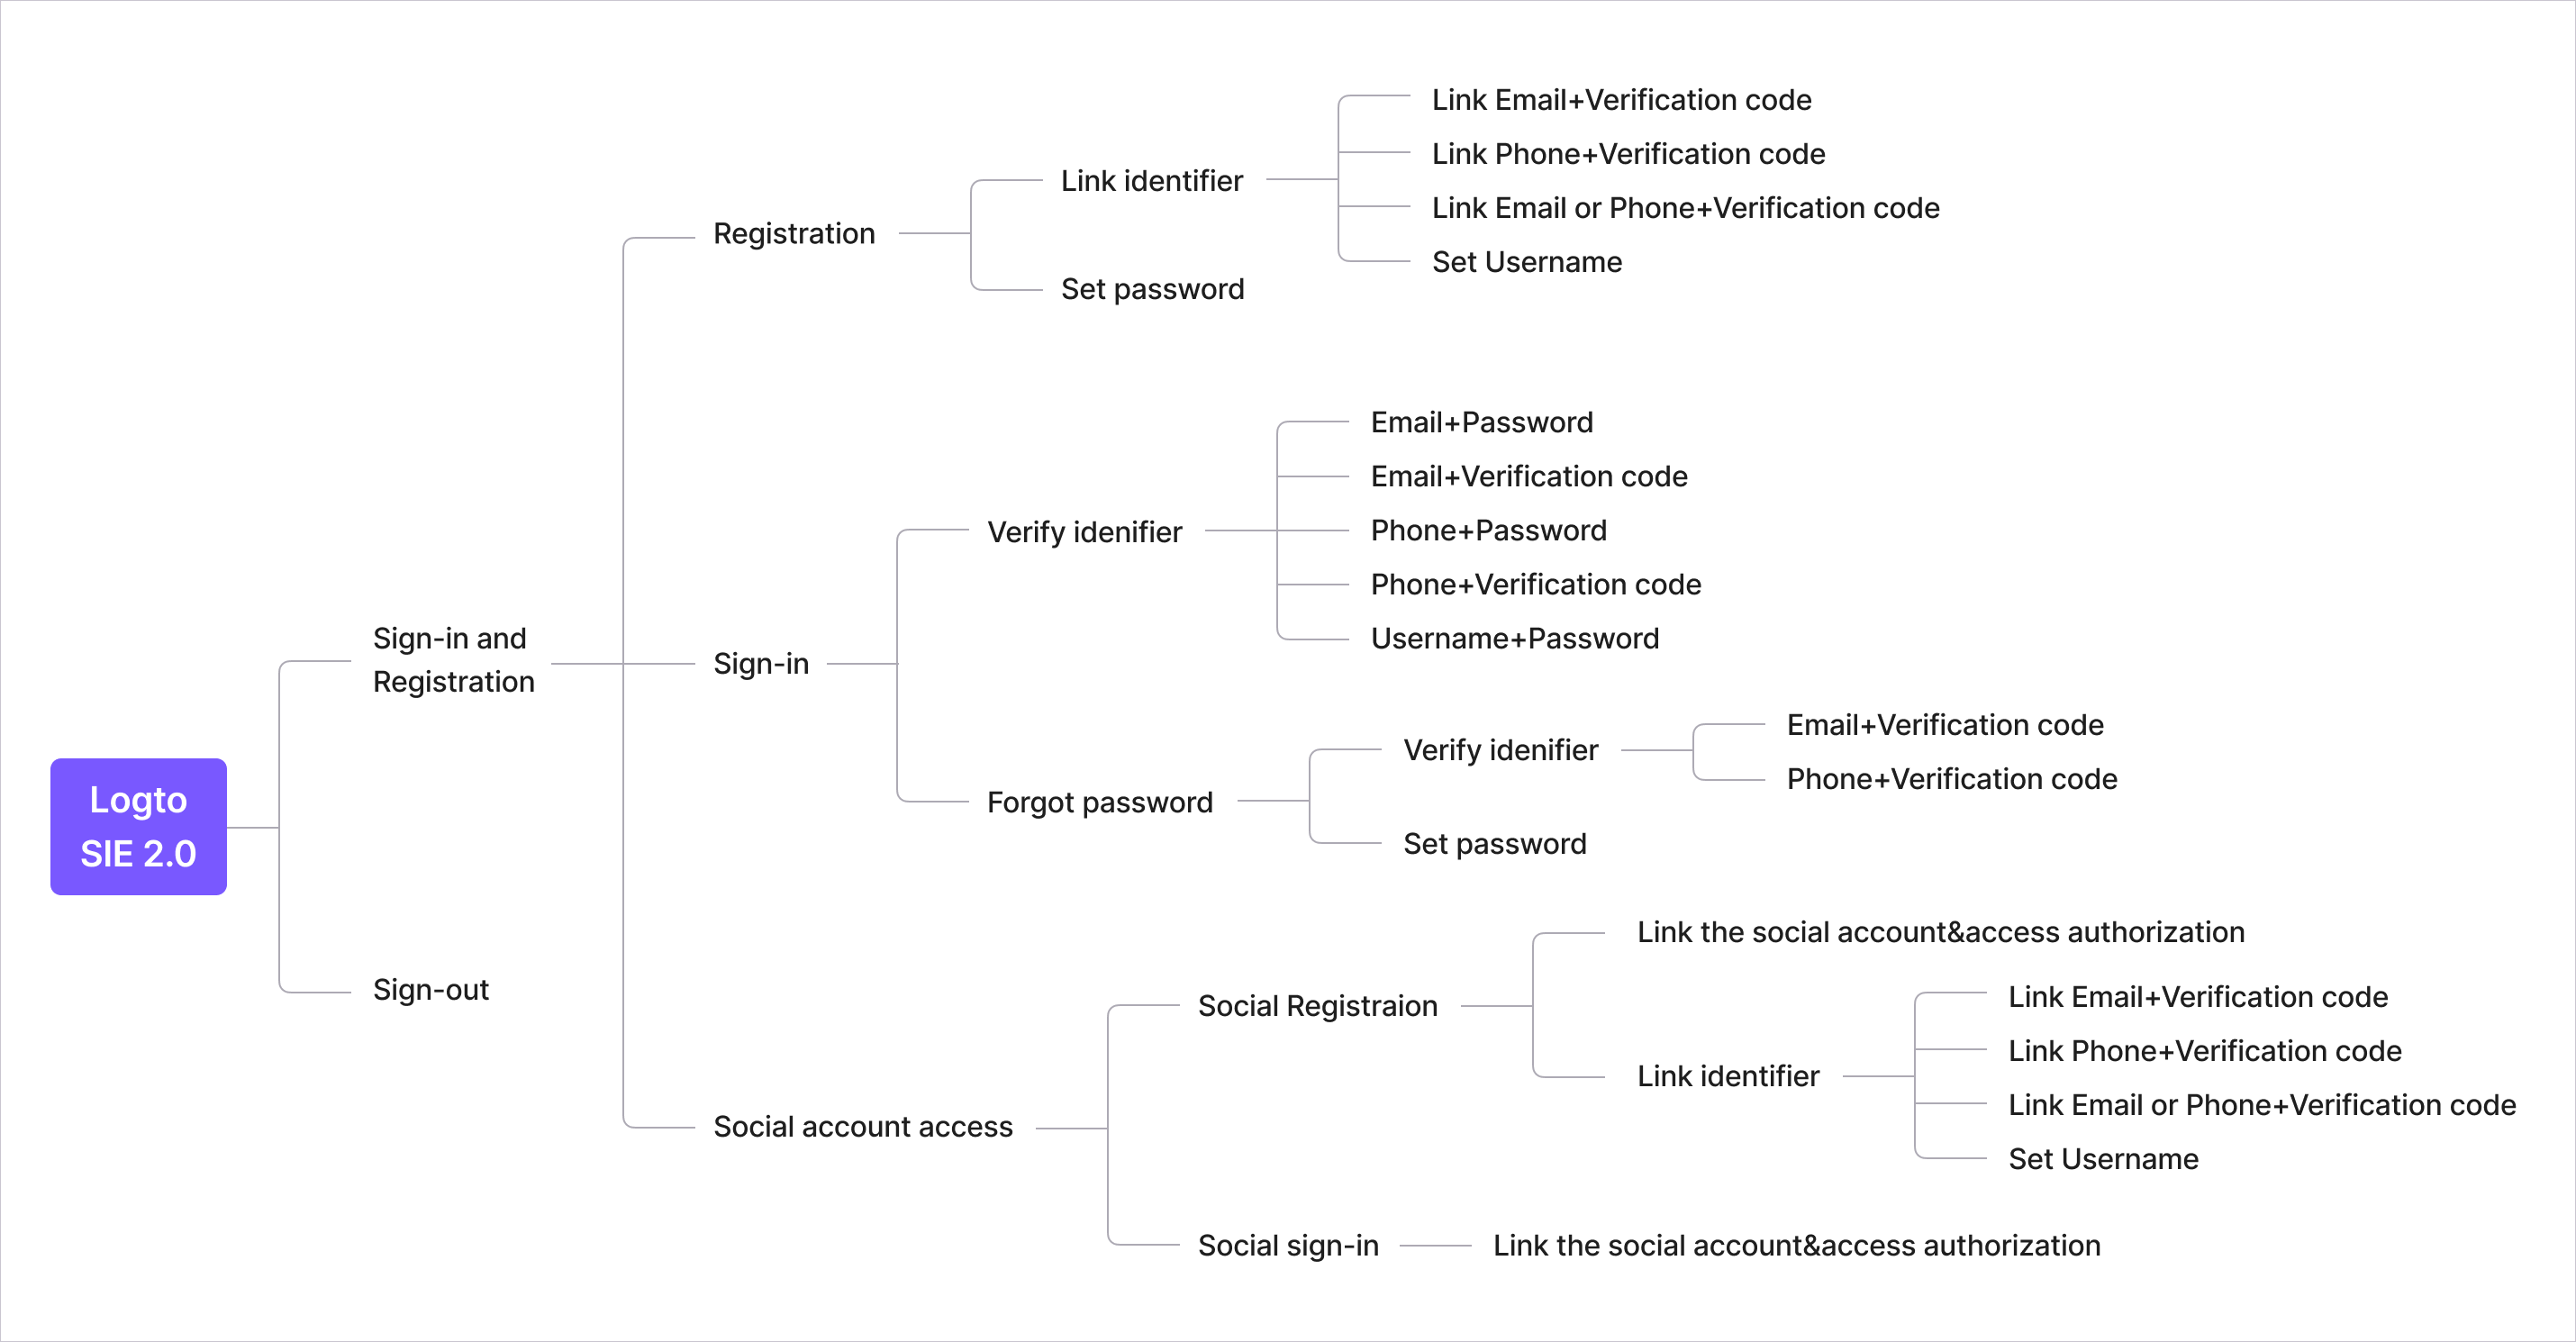 Logto
SIE 2.0
Sign-in and
Registration
Sign-out
Registration
Link identifier
Link Email+Verification code
Link Phone+Verification code
Link Email or Phone+Verification code
Set Username
Set password
Sign-in
Verify idenifier
Email+Password
Email+Verification code
Phone+Password
Phone+Verification code
Username+Password
Forgot password
Verify idenifier
Email+Verification code
Phone+Verification code
Set password
Social account access
Social Registraion
Link the social account&access authorization
Link identifier
Link Email+Verification code
Link Phone+Verification code
Link Email or Phone+Verification code
Set Username
Social sign-in
Link the social account&access authorization